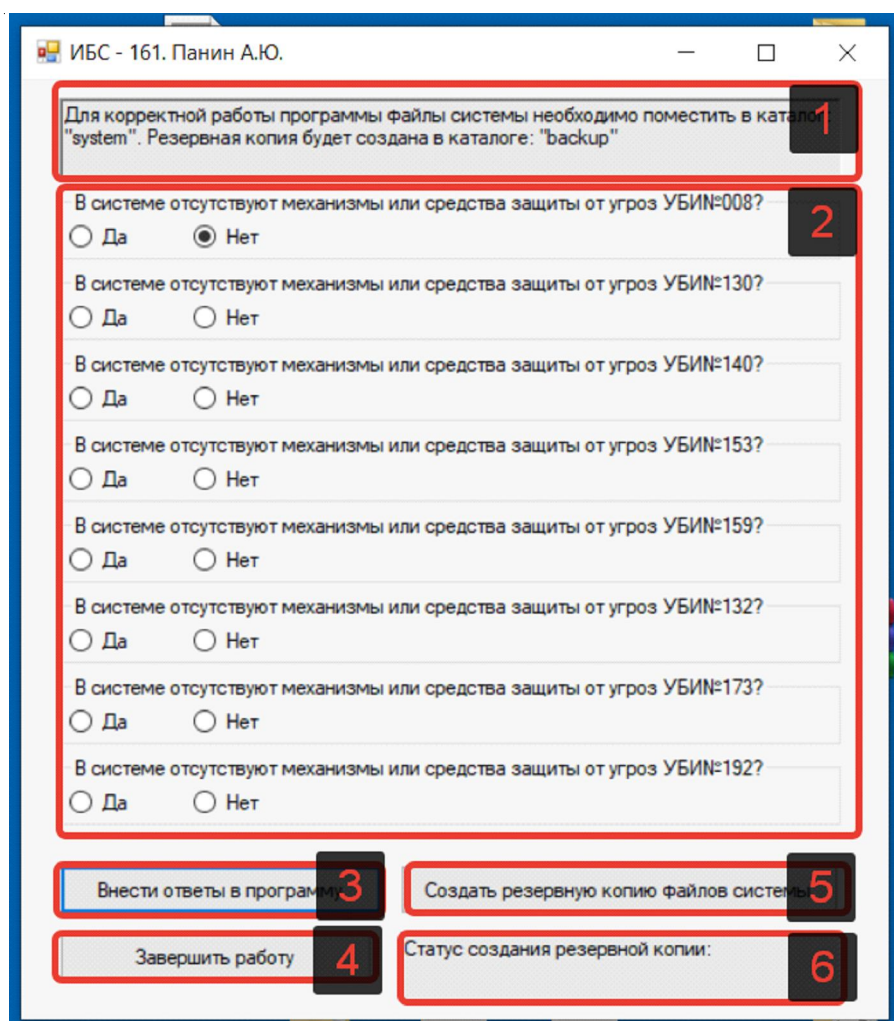 ИБС - 161. Панин А.Ю.
Для корректной работы программы файлы системы необходимо поместить в каталог:
"system". Резервная копия будет создана в каталоге: "backup"
1
В системе отсутствуют механизмы или средства защиты от угроз УБИ№008?
2
Да Нет
В системе отсутствуют механизмы или средства защиты от угроз УБИ№130?
Да Нет
В системе отсутствуют механизмы или средства защиты от угроз УБИ№140?
Да Нет
В системе отсутствуют механизмы или средства защиты от угроз УБИ№153?
Да Нет
В системе отсутствуют механизмы или средства защиты от угроз УБИ№159?
Да Нет
В системе отсутствуют механизмы или средства защиты от угроз УБИ№132?
Да Нет
В системе отсутствуют механизмы или средства защиты от угроз УБИ№173?
Да Нет
В системе отсутствуют механизмы или средства защиты от угроз УБИ№192?
Да Нет
Внести ответы в программу 3
Создать резервную копию файлов системы 5
Завершить работу 4
Статус создания резервной копии: 6